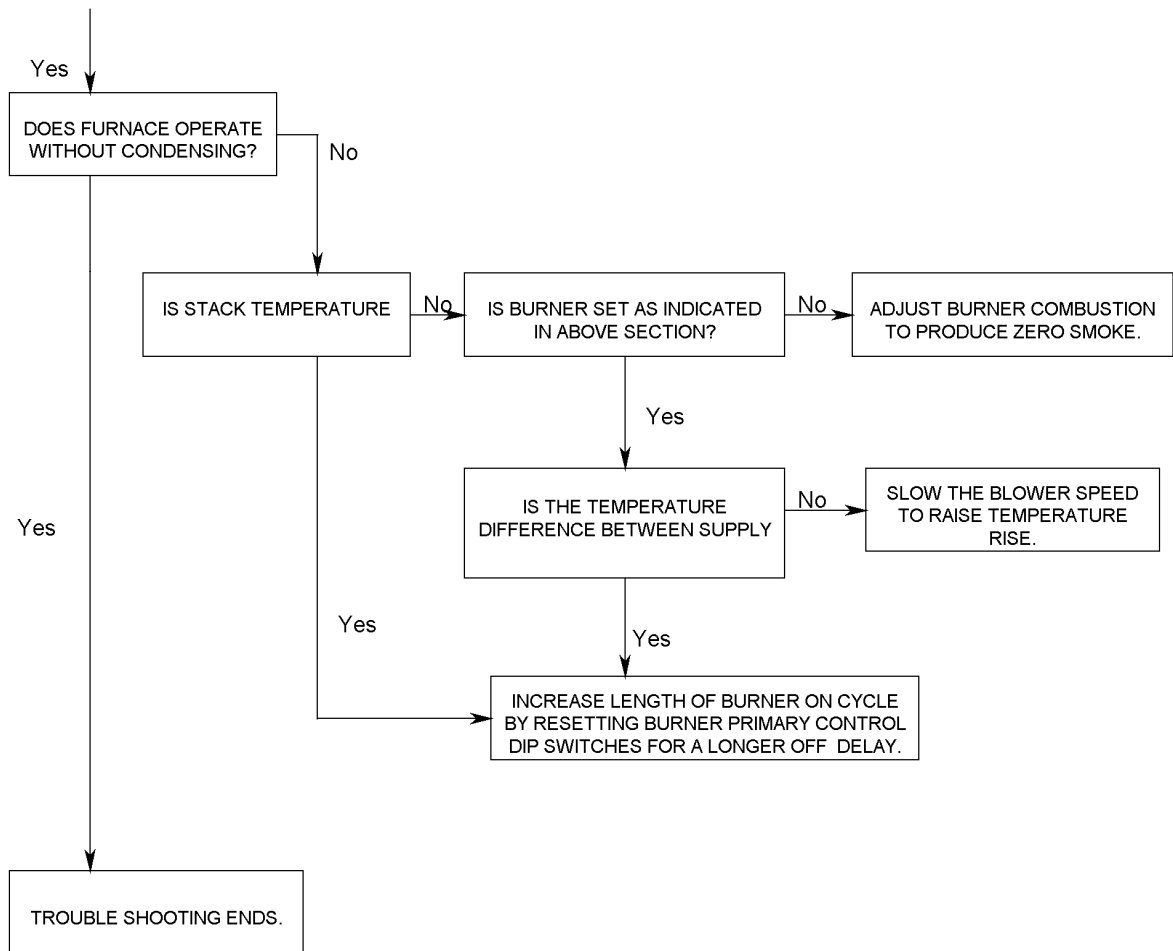 Yes
DOES FURNACE OPERATE
WITHOUT CONDENSING?
No
IS STACK TEMPERATURE
No
IS BURNER SET AS INDICATED
IN ABOVE SECTION?
No
ADJUST BURNER COMBUSTION
TO PRODUCE ZERO SMOKE.
Yes
IS THE TEMPERATURE
DIFFERENCE BETWEEN SUPPLY
No
SLOW THE BLOWER SPEED
TO RAISE TEMPERATURE
RISE.
Yes
Yes
Yes
INCREASE LENGTH OF BURNER ON CYCLE
BY RESETTING BURNER PRIMARY CONTROL
DIP SWITCHES FOR A LONGER OFF DELAY.
TROUBLE SHOOTING ENDS.